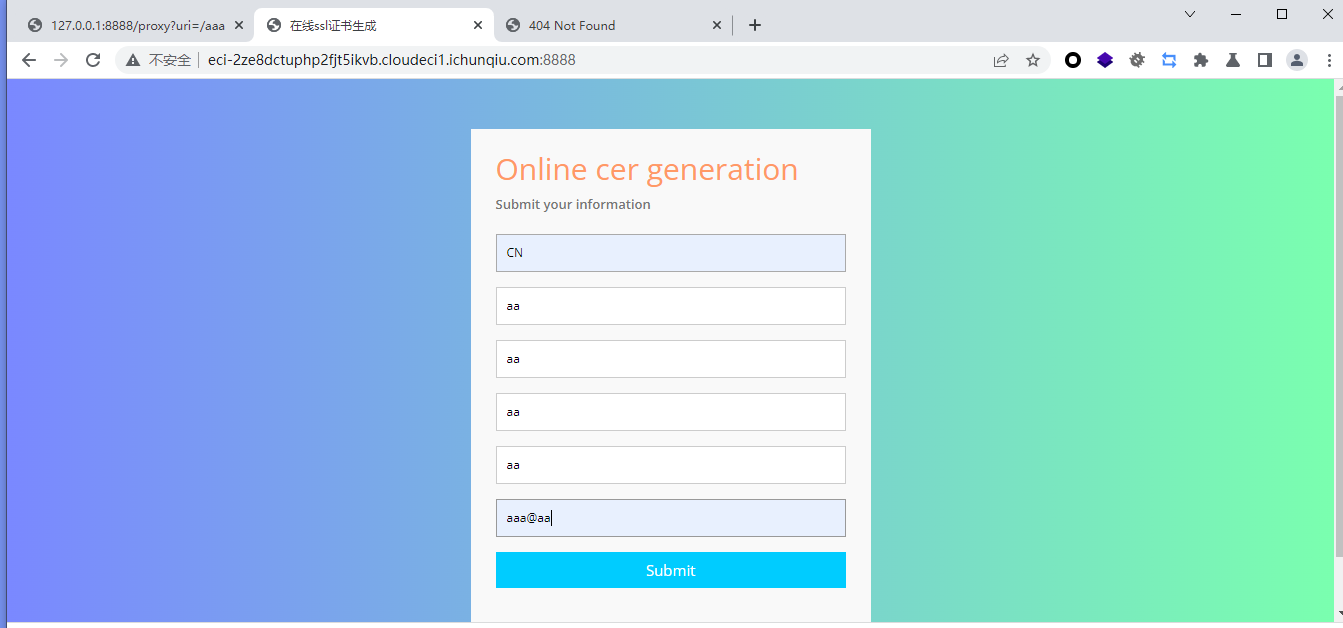 127.0.0.1:8888/proxy?uri=/aaa
在线ssl证书生成
404 Not Found
不安全
eci-2ze8dctuphp2fjt5ikvb.cloudeci1.ichunqiu.com:8888
Online cer generation
Submit your information
CN
aa
aa
aa
aa
aaa@aa
Submit